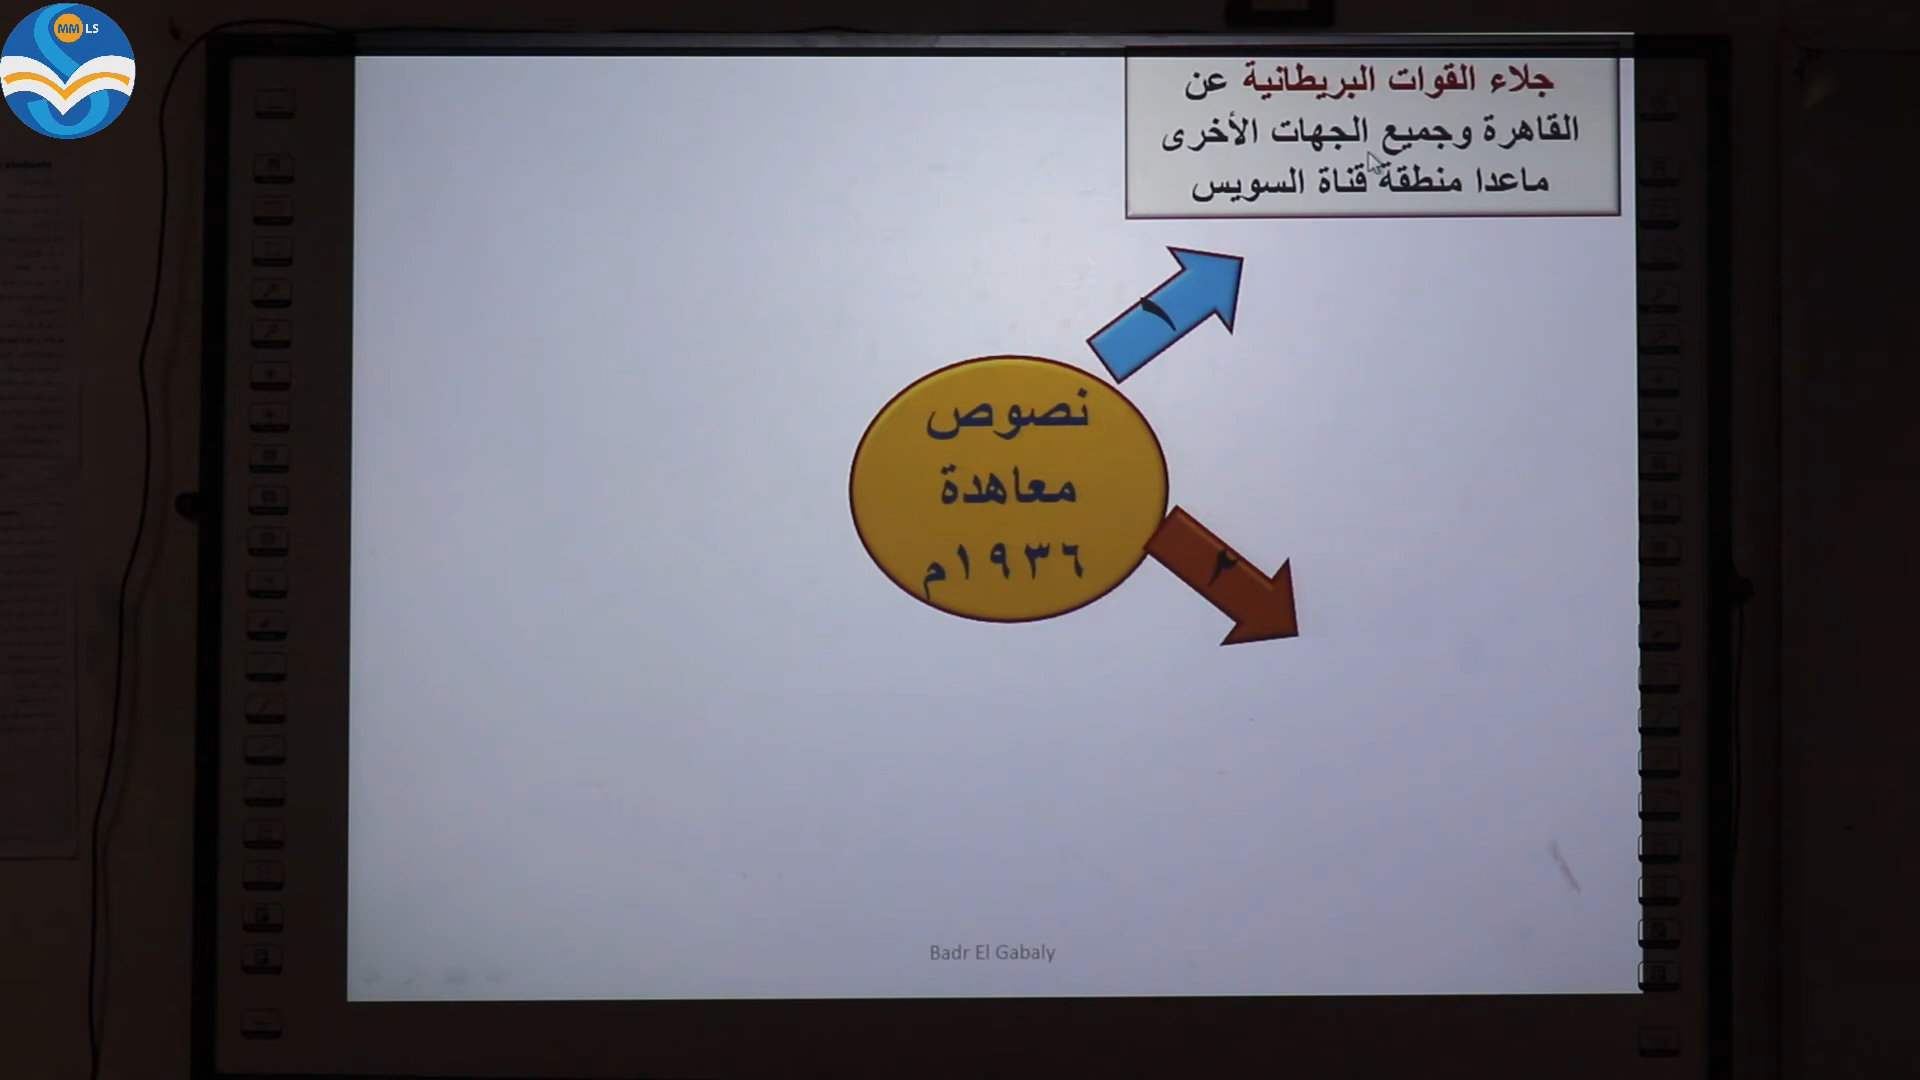 MM LS
جلاء القوات البريطانية عن
القاهرة وجميع الجهات الأخرى
ماعدا منطقة قناة السويس
١
نصوص
معاهدة
١٩٣٦م
٢
Badr El Gabaly